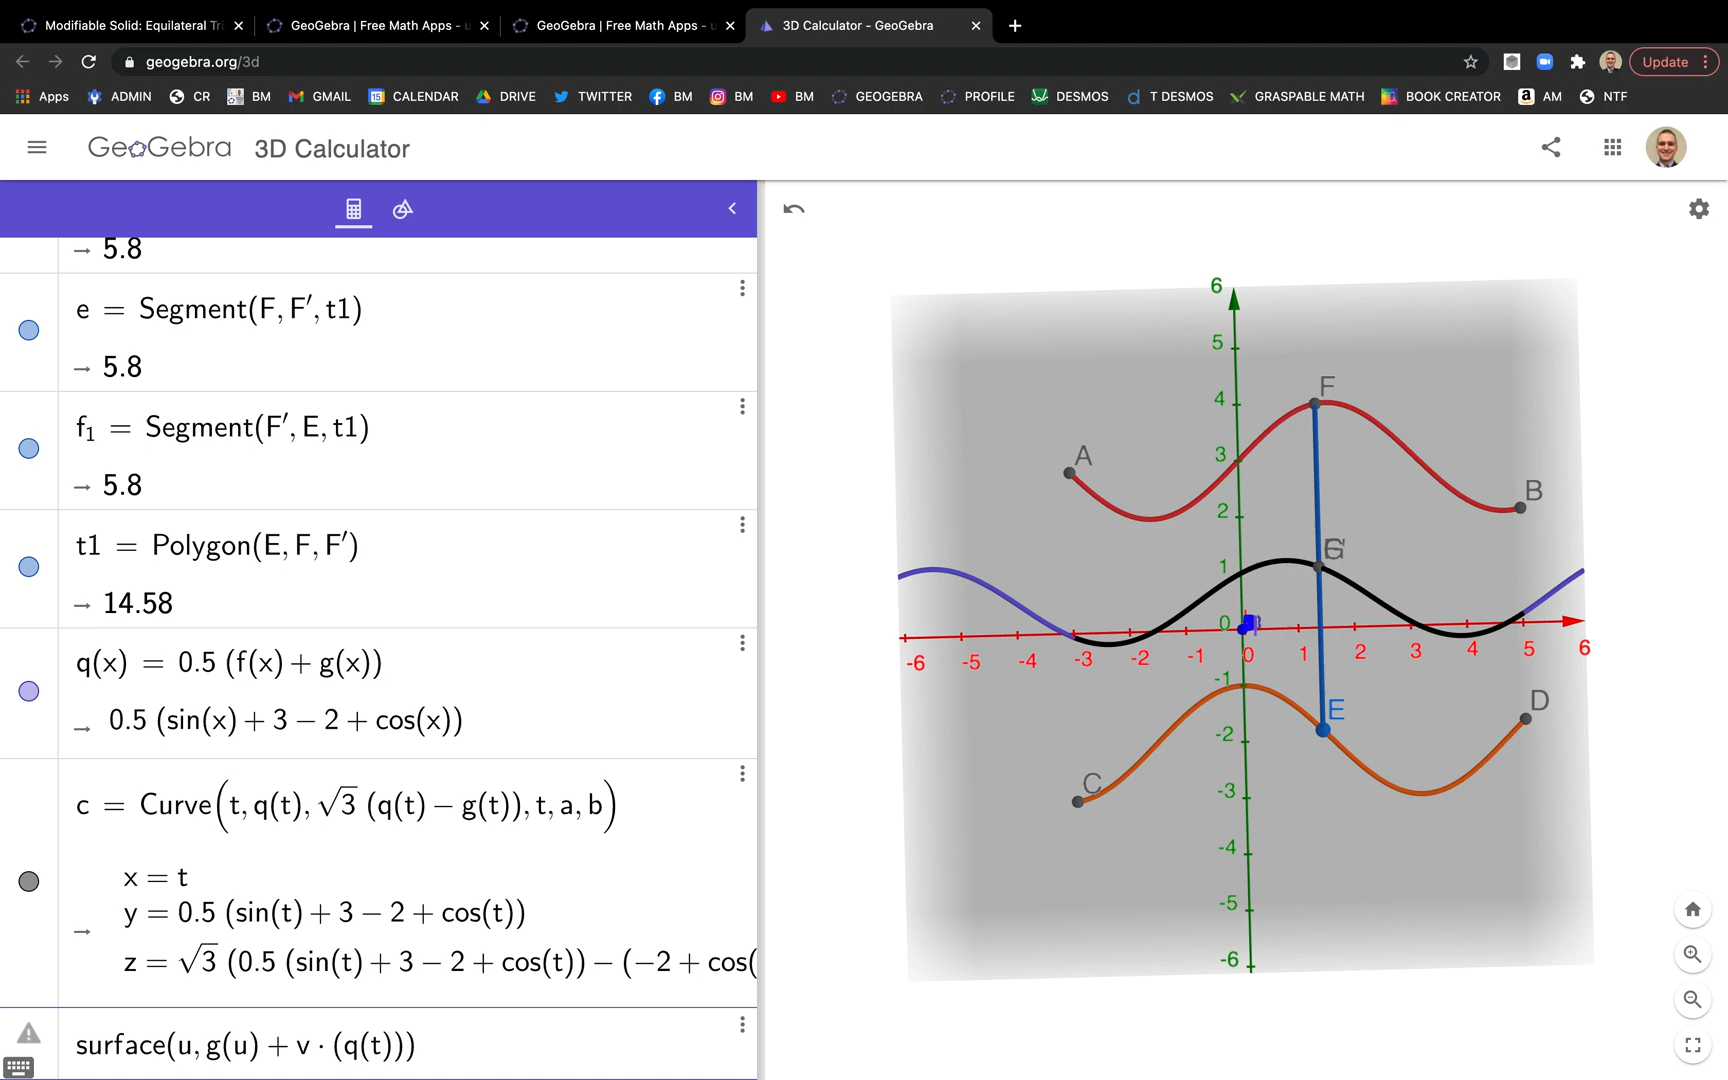 Modifiable Solid: Equilateral Tri
GeoGebra | Free Math Apps - u
GeoGebra | Free Math Apps - u
3D Calculator - GeoGebra
geogebra.org/3d
Update
Apps ADMIN CR BM GMAIL 15 CALENDAR DRIVE TWITTER BM BM BM GEOGEBRA PROFILE DESMOS d T DESMOS GRASPABLE MATH BOOK CREATOR a AM NTF
GeoGebra 3D Calculator
→ 5.8
e = Segment(F, F′, t1)
→ 5.8
f₁ = Segment(F′, E, t1)
→ 5.8
t1 = Polygon(E, F, F′)
→ 14.58
q(x) = 0.5 (f(x) + g(x))
→ 0.5 (sin(x) + 3 − 2 + cos(x))
c = Curve(t, q(t), √3 (q(t) − g(t)), t, a, b)
x = t
y = 0.5 (sin(t) + 3 − 2 + cos(t))
→
z = √3 (0.5 (sin(t) + 3 − 2 + cos(t)) − (−2 + cos(
surface(u, g(u) + v · (q(t)))
6
5
4
3
2
1
0
-1
-2
-3
-4
-5
-6
-6 -5 -4 -3 -2 -1 0 1 2 3 4 5 6
F
A
B
G
E
D
C